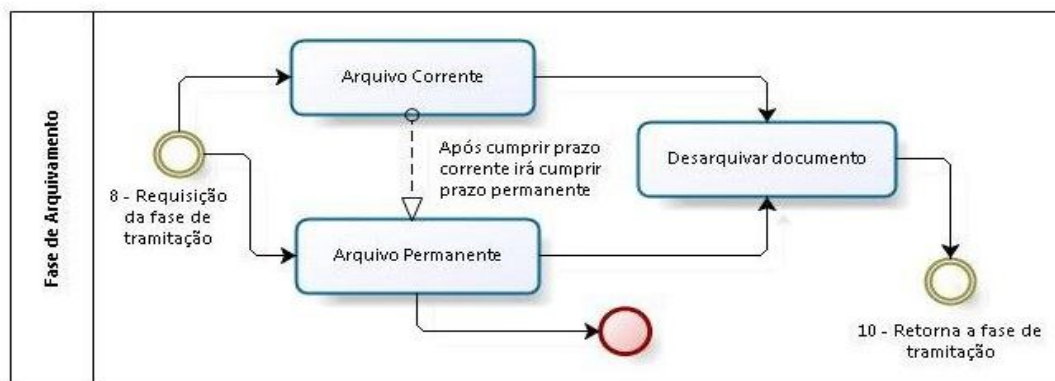 Fase de Arquivamento
Arquivo Corrente
8 - Requisição
da fase de
tramitação
Após cumprir prazo
corrente irá cumprir
prazo permanente
Arquivo Permanente
Desarquivar documento
10 - Retorna a fase de
tramitação